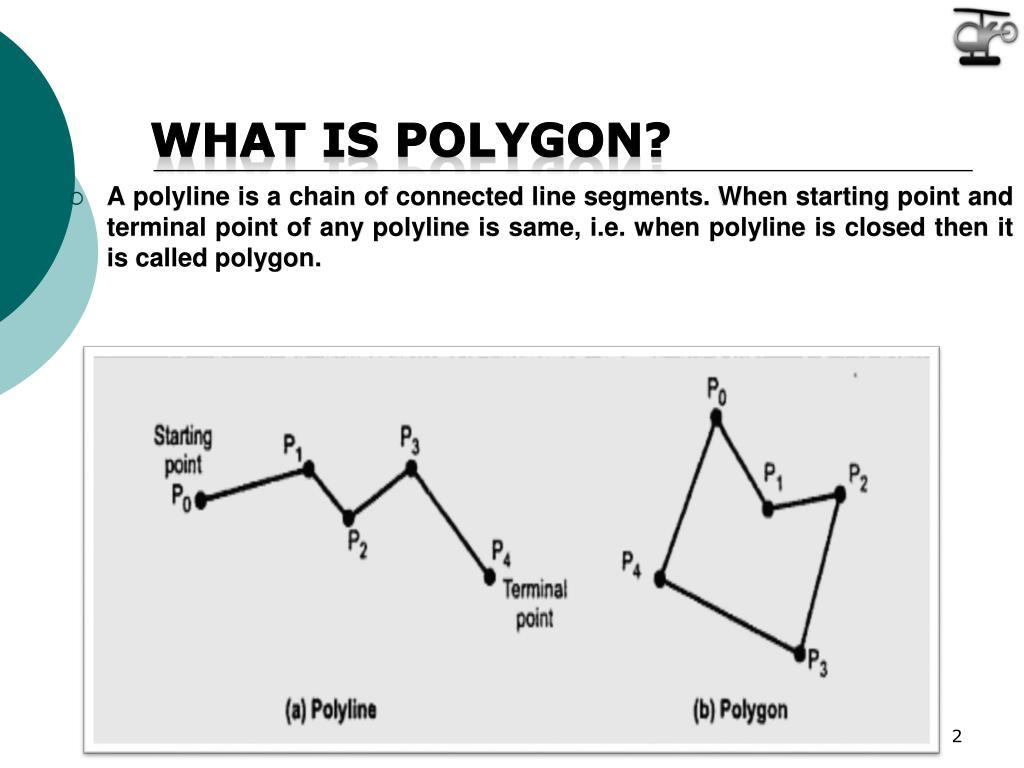 WHAT IS POLYGON?
A polyline is a chain of connected line segments. When starting point and
terminal point of any polyline is same, i.e. when polyline is closed then it
is called polygon.
Starting
point
P0
P1
P2
P3
P4
Terminal
point
(a) Polyline
P0
P1
P2
P4
P3
(b) Polygon
2